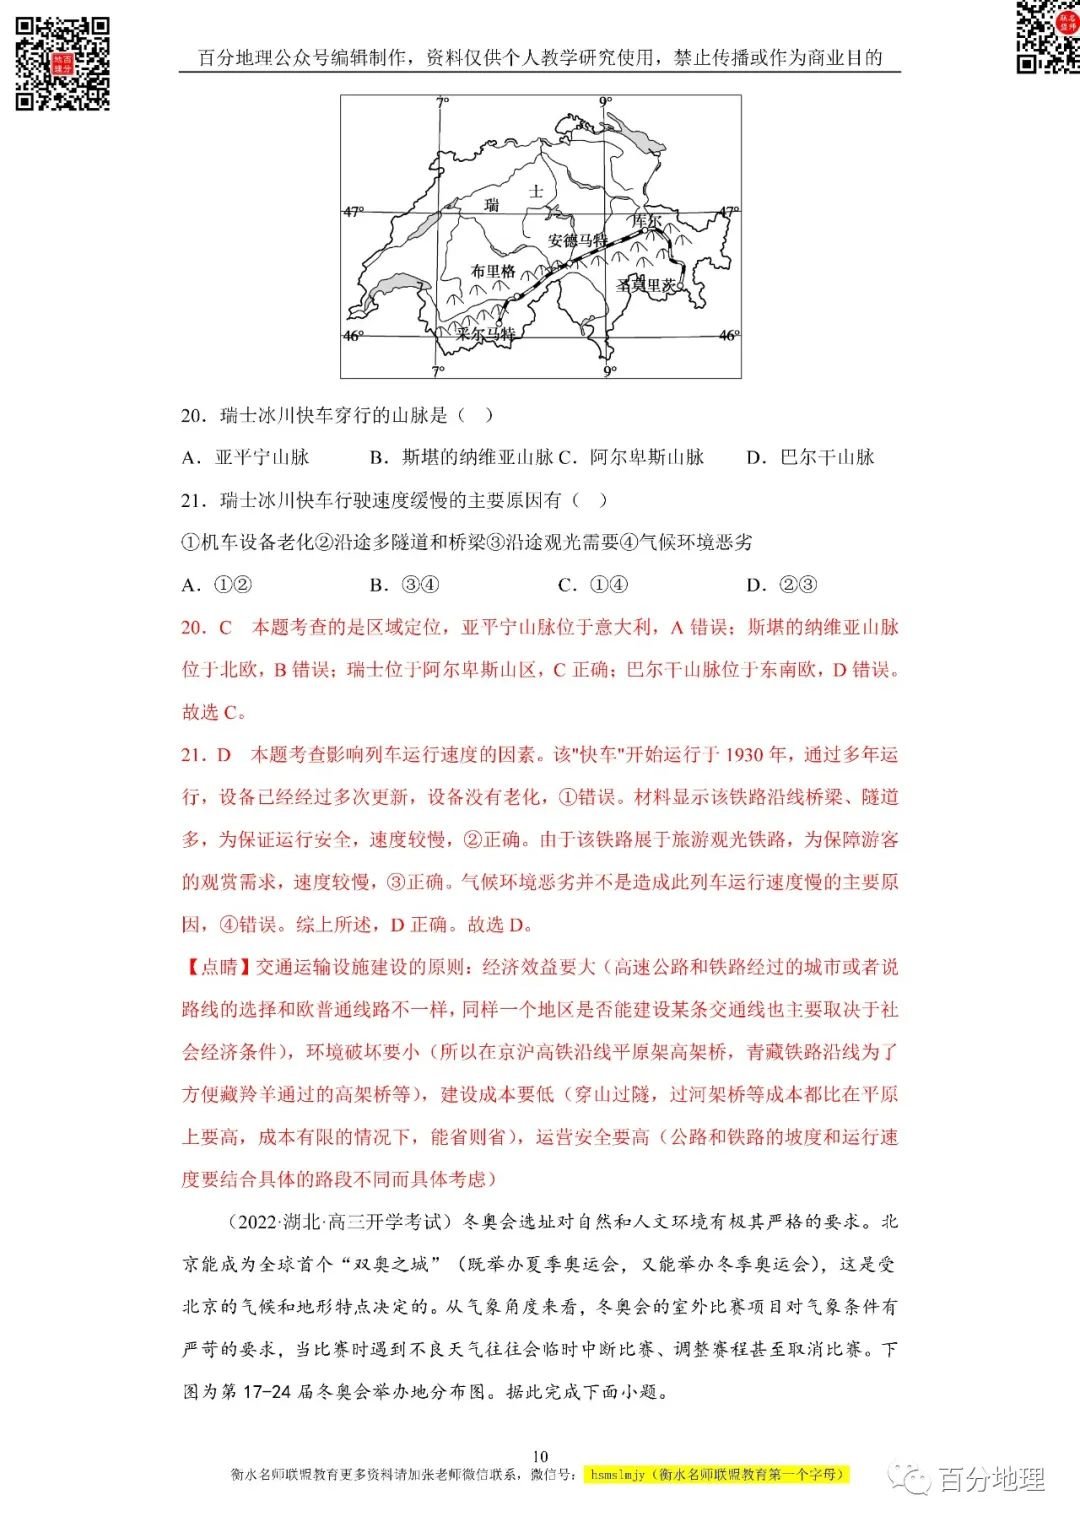 百分地理公众号编辑制作，资料仅供个人教学研究使用，禁止传播或作为商业目的
百分
地理
联名
盟师
7°
9°
瑞
士
47°
47°
库尔
安德马特
布里格
圣莫里茨
46°
采尔马特
46°
7°
9°
20．瑞士冰川快车穿行的山脉是（ ）
A．亚平宁山脉 B．斯堪的纳维亚山脉 C．阿尔卑斯山脉 D．巴尔干山脉
21．瑞士冰川快车行驶速度缓慢的主要原因有（ ）
①机车设备老化②沿途多隧道和桥梁③沿途观光需要④气候环境恶劣
A．①② B．③④ C．①④ D．②③
20．C 本题考查的是区域定位，亚平宁山脉位于意大利，A 错误；斯堪的纳维亚山脉
位于北欧，B 错误；瑞士位于阿尔卑斯山区，C 正确；巴尔干山脉位于东南欧，D 错误。
故选 C。
21．D 本题考查影响列车运行速度的因素。该"快车"开始运行于 1930 年，通过多年运
行，设备已经经过多次更新，设备没有老化，①错误。材料显示该铁路沿线桥梁、隧道
多，为保证运行安全，速度较慢，②正确。由于该铁路展于旅游观光铁路，为保障游客
的观赏需求，速度较慢，③正确。气候环境恶劣并不是造成此列车运行速度慢的主要原
因，④错误。综上所述，D 正确。故选 D。
【点睛】交通运输设施建设的原则：经济效益要大（高速公路和铁路经过的城市或者说
路线的选择和欧普通线路不一样，同样一个地区是否能建设某条交通线也主要取决于社
会经济条件），环境破坏要小（所以在京沪高铁沿线平原架高架桥，青藏铁路沿线为了
方便藏羚羊通过的高架桥等），建设成本要低（穿山过隧，过河架桥等成本都比在平原
上要高，成本有限的情况下，能省则省），运营安全要高（公路和铁路的坡度和运行速
度要结合具体的路段不同而具体考虑）
（2022·湖北·高三开学考试）冬奥会选址对自然和人文环境有极其严格的要求。北
京能成为全球首个“双奥之城”（既举办夏季奥运会，又能举办冬季奥运会），这是受
北京的气候和地形特点决定的。从气象角度来看，冬奥会的室外比赛项目对气象条件有
严苛的要求，当比赛时遇到不良天气往往会临时中断比赛、调整赛程甚至取消比赛。下
图为第 17-24 届冬奥会举办地分布图。据此完成下面小题。
10
衡水名师联盟教育更多资料请加张老师微信联系，微信号： hsmslmjy（衡水名师联盟教育第一个字母）
百分地理